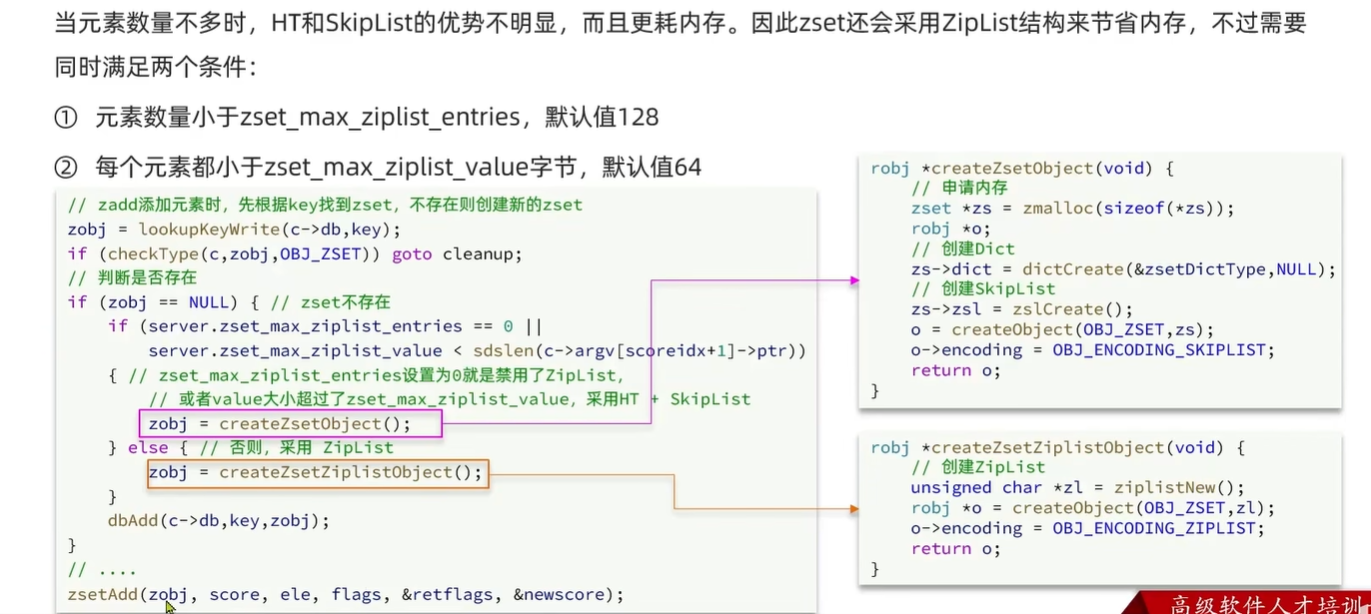 当元素数量不多时，HT和SkipList的优势不明显，而且更耗内存。因此zset还会采用ZipList结构来节省内存，不过需要
同时满足两个条件：
① 元素数量小于zset_max_ziplist_entries，默认值128
② 每个元素都小于zset_max_ziplist_value字节，默认值64
// zadd添加元素时，先根据key找到zset，不存在则创建新的zset
zobj = lookupKeyWrite(c->db,key);
if (checkType(c,zobj,OBJ_ZSET)) goto cleanup;
// 判断是否存在
if (zobj == NULL) { // zset不存在
    if (server.zset_max_ziplist_entries == 0 ||
        server.zset_max_ziplist_value < sdslen(c->argv[scoreidx+1]->ptr))
    { // zset_max_ziplist_entries设置为0就是禁用了ZipList，
        // 或者value大小超过了zset_max_ziplist_value，采用HT + SkipList
        zobj = createZsetObject();
    } else { // 否则，采用 ZipList
        zobj = createZsetZiplistObject();
    }
    dbAdd(c->db,key,zobj);
}
// ....
zsetAdd(zobj, score, ele, flags, &retflags, &newscore);
robj *createZsetObject(void) {
    // 申请内存
    zset *zs = zmalloc(sizeof(*zs));
    robj *o;
    // 创建Dict
    zs->dict = dictCreate(&zsetDictType,NULL);
    // 创建SkipList
    zs->zsl = zslCreate();
    o = createObject(OBJ_ZSET,zs);
    o->encoding = OBJ_ENCODING_SKIPLIST;
    return o;
}
robj *createZsetZiplistObject(void) {
    // 创建ZipList
    unsigned char *zl = ziplistNew();
    robj *o = createObject(OBJ_ZSET,zl);
    o->encoding = OBJ_ENCODING_ZIPLIST;
    return o;
}
高级软件人才培训